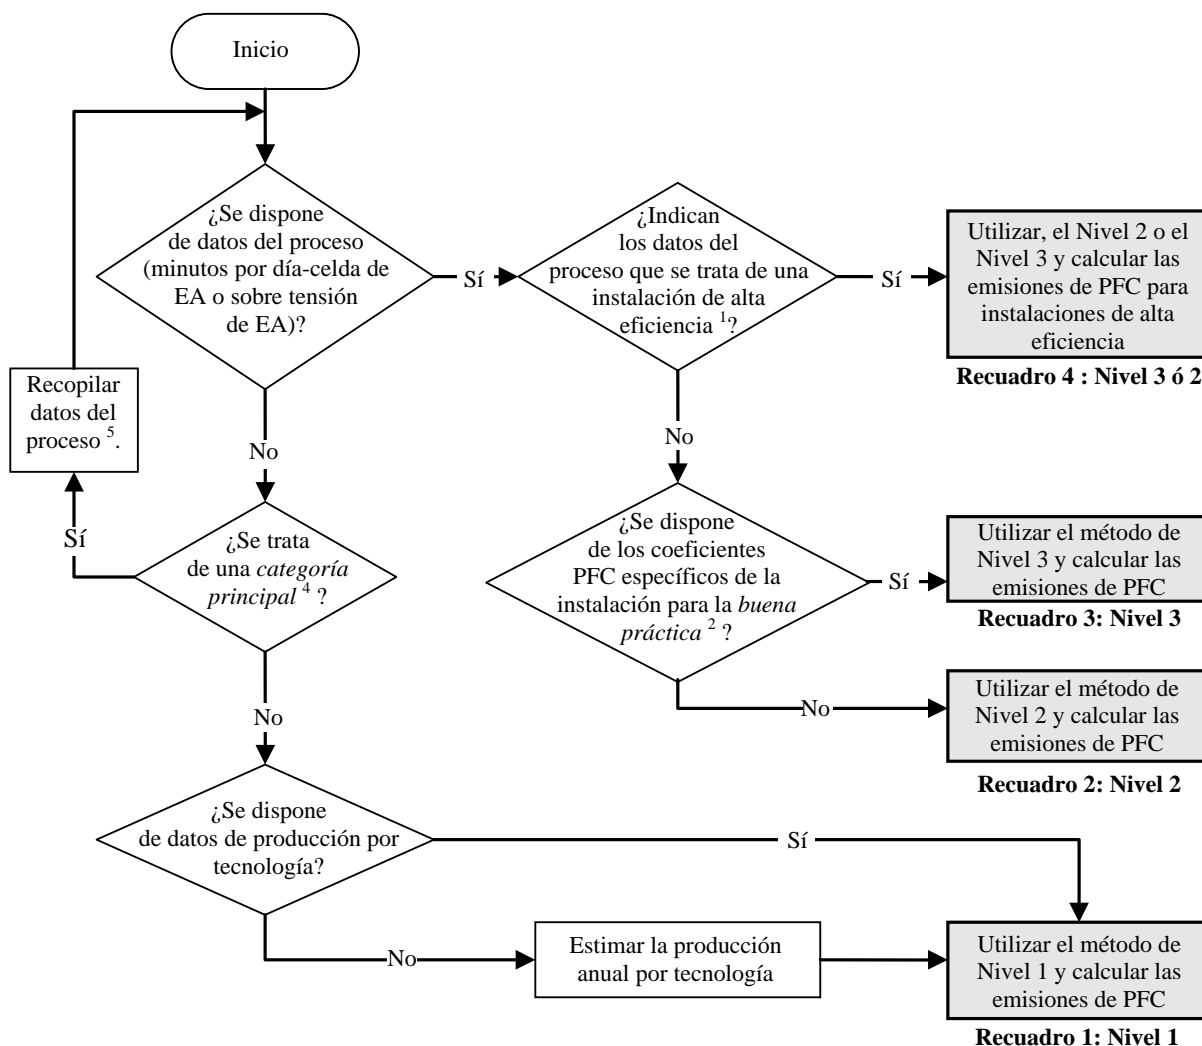 Inicio
¿Se dispone
de datos del proceso
(minutos por día-celda de
EA o sobre tensión
de EA)?
Sí
¿Indican
los datos del
proceso que se trata de una
instalación de alta
eficiencia 1?
Sí
Utilizar, el Nivel 2 o el
Nivel 3 y calcular las
emisiones de PFC para
instalaciones de alta
eficiencia
Recuadro 4 : Nivel 3 ó 2
Recopilar
datos del
proceso 5.
No
No
Sí
¿Se trata
de una categoría
principal 4 ?
¿Se dispone
de los coeficientes
PFC específicos de la
instalación para la buena
práctica 2 ?
Sí
Utilizar el método de
Nivel 3 y calcular las
emisiones de PFC
Recuadro 3: Nivel 3
No
No
Utilizar el método de
Nivel 2 y calcular las
emisiones de PFC
Recuadro 2: Nivel 2
¿Se dispone
de datos de producción por
tecnología?
Sí
No
Estimar la producción
anual por tecnología
Utilizar el método de
Nivel 1 y calcular las
emisiones de PFC
Recuadro 1: Nivel 1